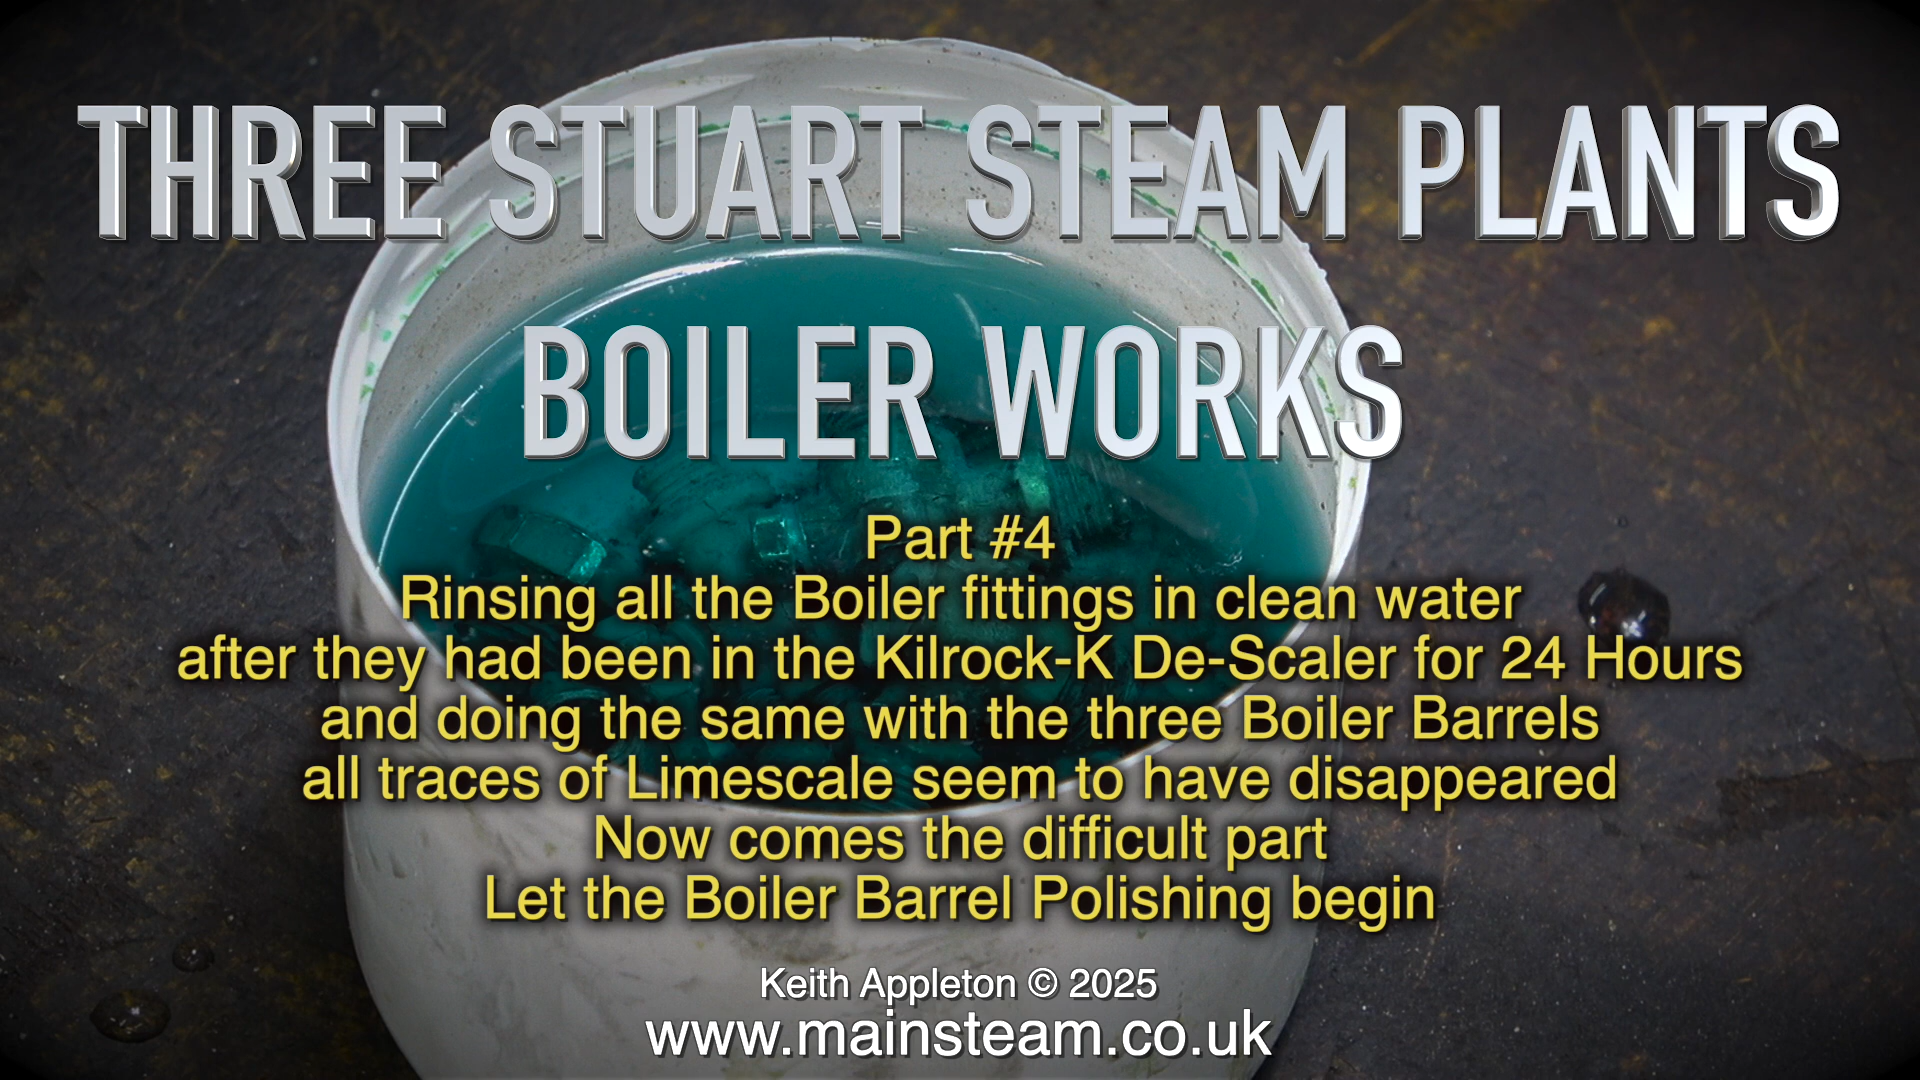 THREE STUART STEAM PLANTS
BOILER WORKS
Part #4
Rinsing all the Boiler fittings in clean water
after they had been in the Kilrock-K De-Scaler for 24 Hours
and doing the same with the three Boiler Barrels
all traces of Limescale seem to have disappeared
Now comes the difficult part
Let the Boiler Barrel Polishing begin
Keith Appleton © 2025
www.mainsteam.co.uk